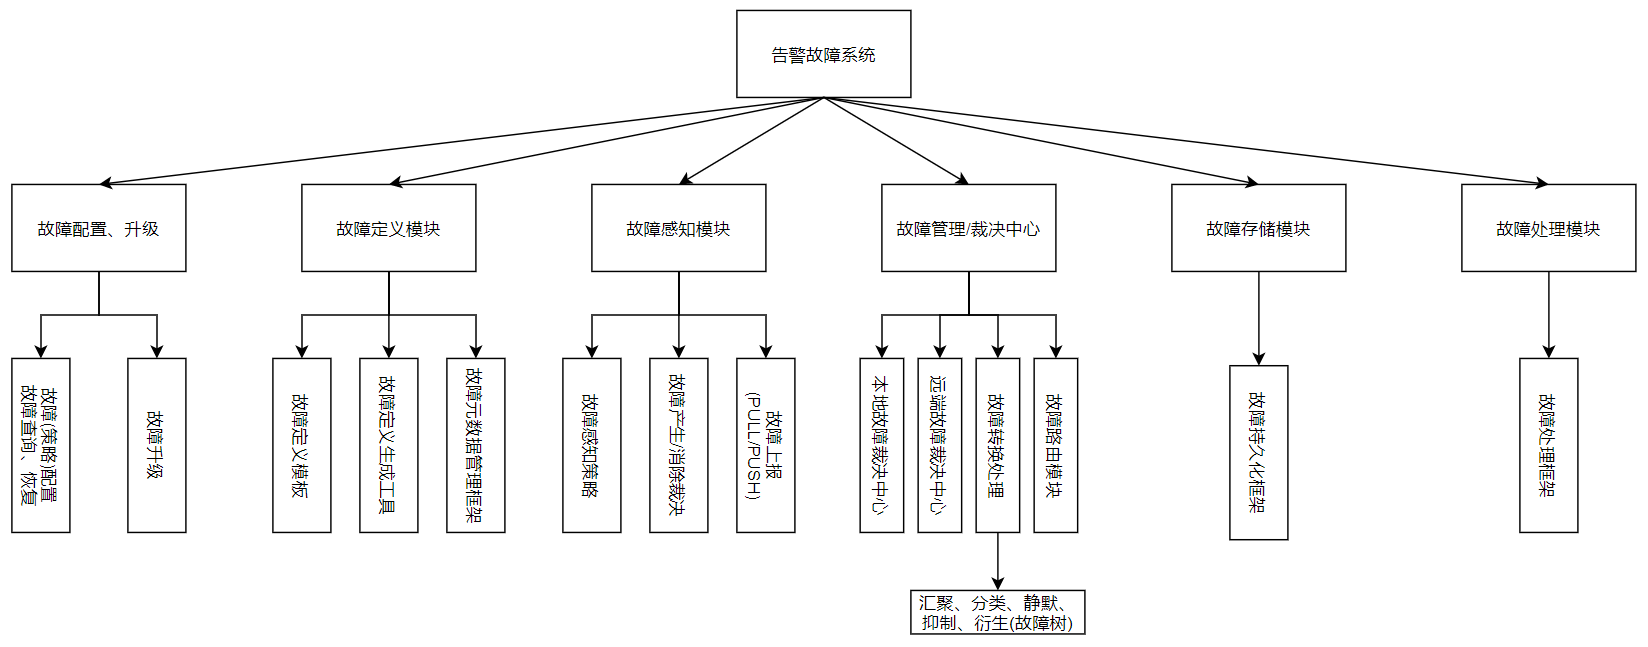 告警故障系统
故障配置、升级
故障定义模块
故障感知模块
故障管理/裁决中心
故障存储模块
故障处理模块
故障(策略)配置
故障查询、恢复
故障升级
故障定义模板
故障定义生成工具
故障元数据管理框架
故障感知策略
故障产生/消除裁决
故障上报
(PULL/PUSH)
本地故障裁决中心
远端故障裁决中心
故障转换处理
故障路由模块
故障持久化框架
故障处理框架
汇聚、分类、静默、
抑制、衍生(故障树)